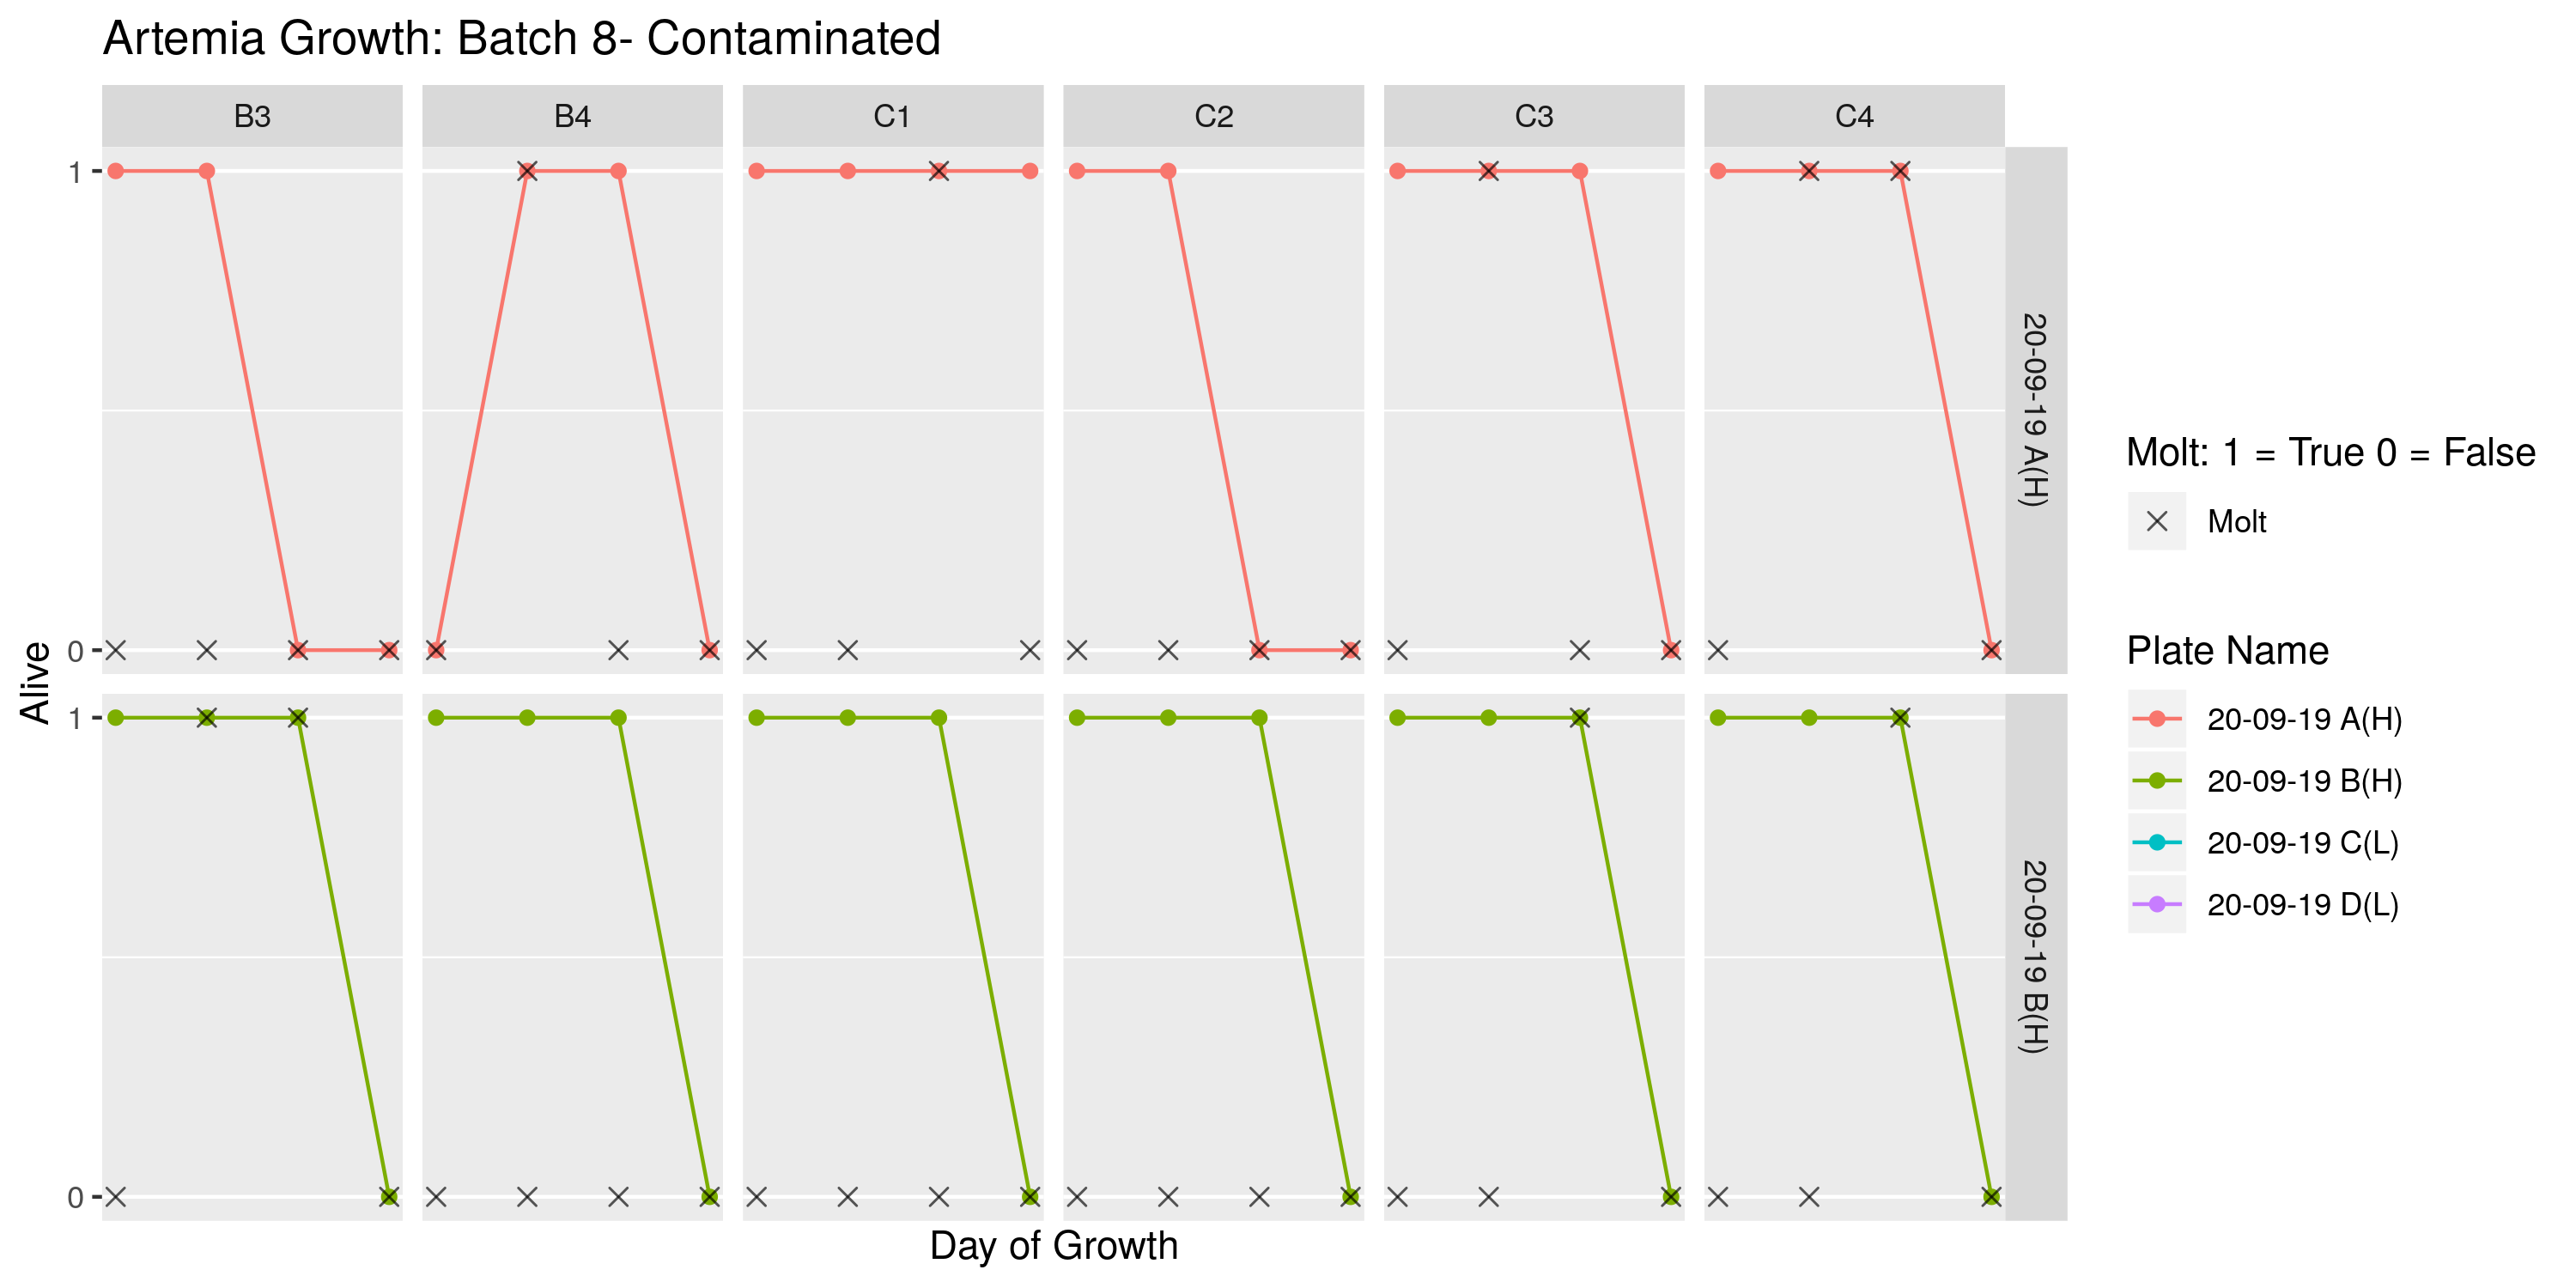 Artemia Growth: Batch 8- Contaminated
B3
B4
C1
C2
C3
C4
1
0
20-09-19 A(H)
1
0
20-09-19 B(H)
Alive
Day of Growth
Molt: 1 = True 0 = False
Molt
Plate Name
20-09-19 A(H)
20-09-19 B(H)
20-09-19 C(L)
20-09-19 D(L)